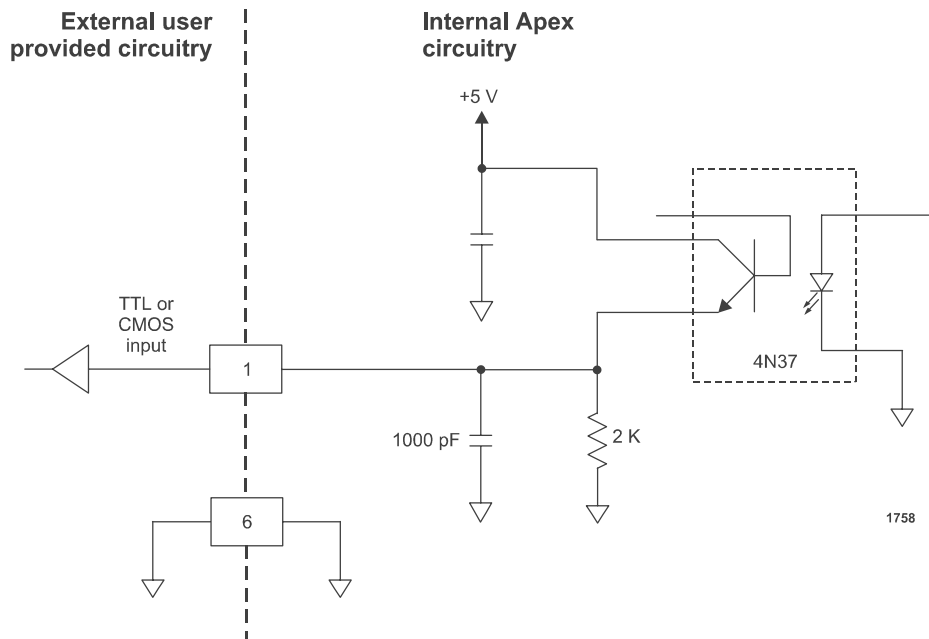 External user
provided circuitry
Internal Apex
circuitry
+5 V
TTL or
CMOS
input
1
4N37
1000 pF
2 K
6
1758